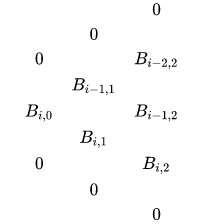 0
0
0 B_{i-2,2}
B_{i-1,1}
B_{i,0} B_{i-1,2}
B_{i,1}
0 B_{i,2}
0
0